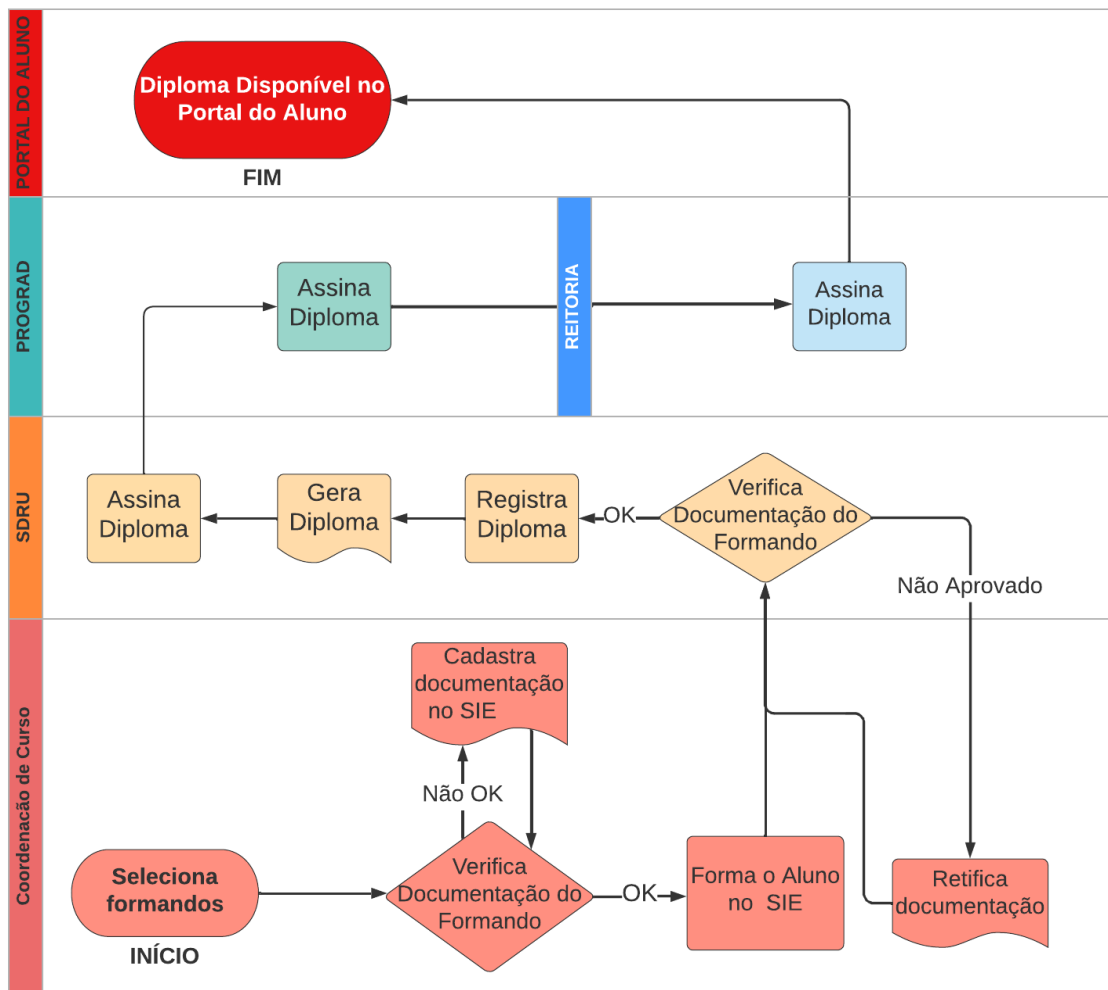 PORTAL DO ALUNO
Diploma Disponível no
Portal do Aluno
FIM
PROGRAD
Assina
Diploma
REITORIA
Assina
Diploma
SDRU
Assina
Diploma
Gera
Diploma
Registra
Diploma
OK
Verifica
Documentação do
Formando
Não Aprovado
Coordenação de Curso
Cadastra
documentação
no SIE
Não OK
Seleciona
formandos
INÍCIO
Verifica
Documentação do
Formando
OK
Forma o Aluno
no SIE
Retifica
documentação